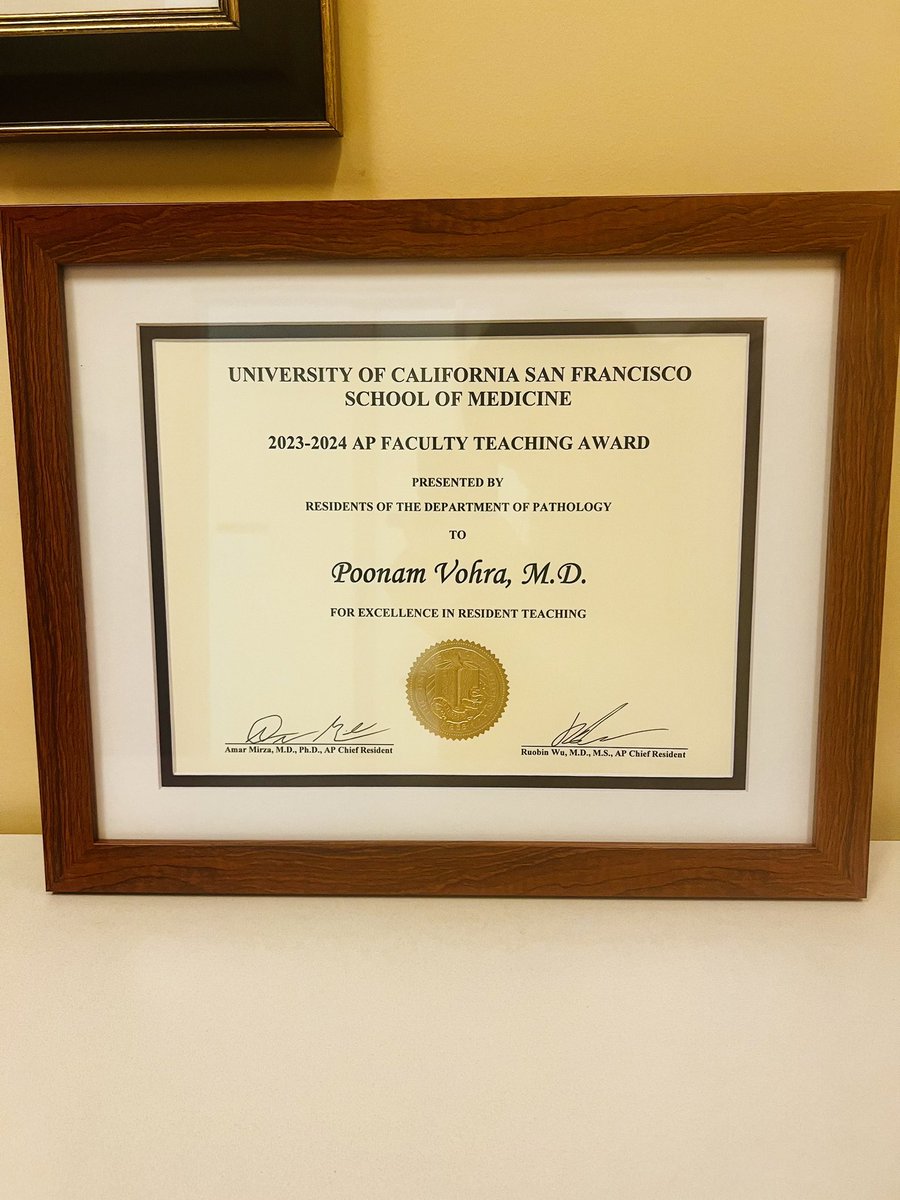 UNIVERSITY OF CALIFORNIA SAN FRANCISCO
SCHOOL OF MEDICINE
2023-2024 AP FACULTY TEACHING AWARD
PRESENTED BY
RESIDENTS OF THE DEPARTMENT OF PATHOLOGY
TO
Poonam Vohra, M.D.
FOR EXCELLENCE IN RESIDENT TEACHING
Amar Mirza, M.D., Ph.D., AP Chief Resident
Ruobin Wu, M.D., M.S., AP Chief Resident